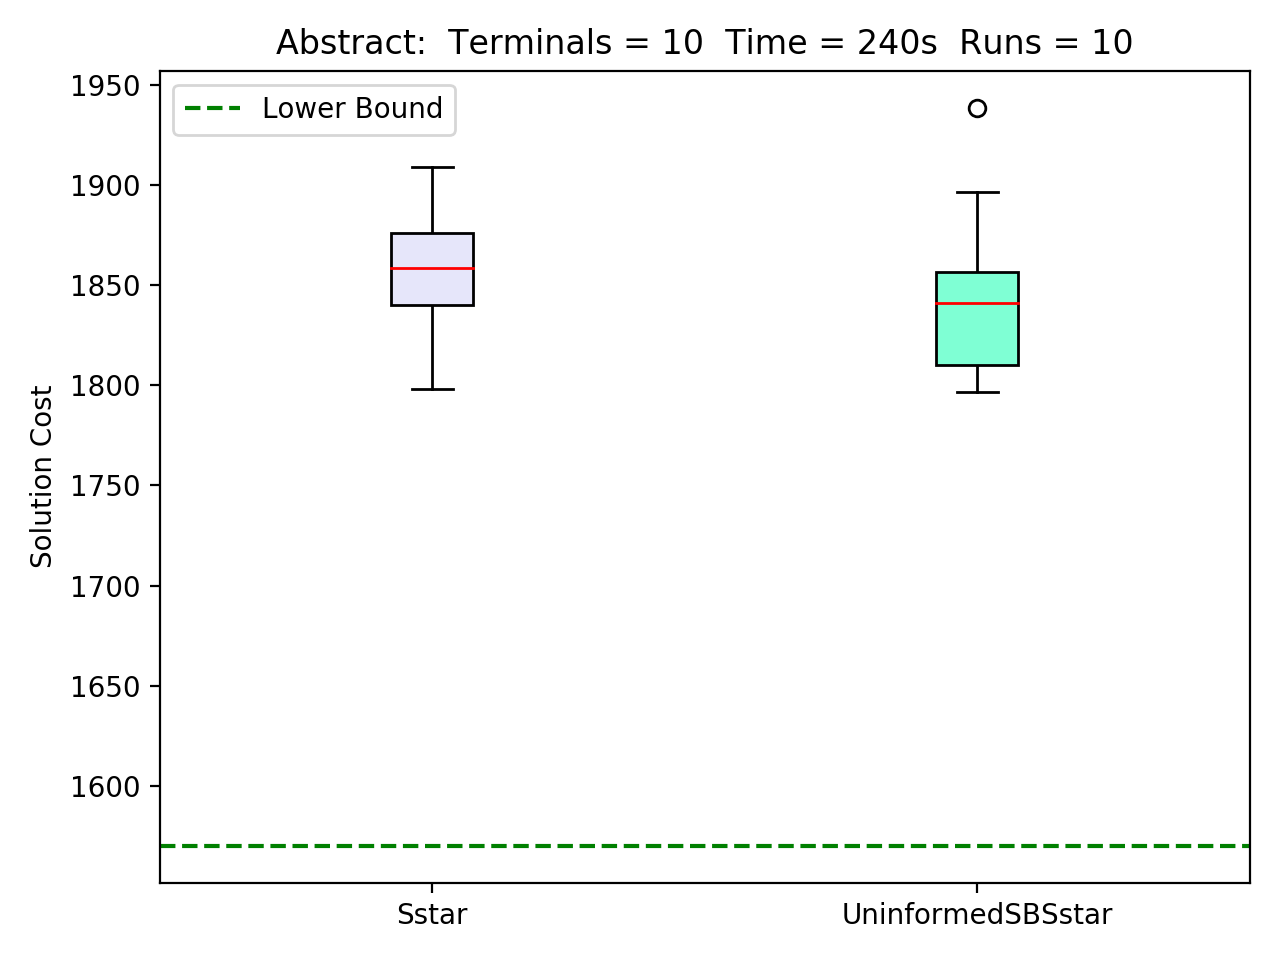 Abstract:  Terminals = 10  Time = 240s  Runs = 10
Lower Bound
1950
1900
1850
1800
1750
1700
1650
1600
Solution Cost
Sstar
UninformedSBSstar